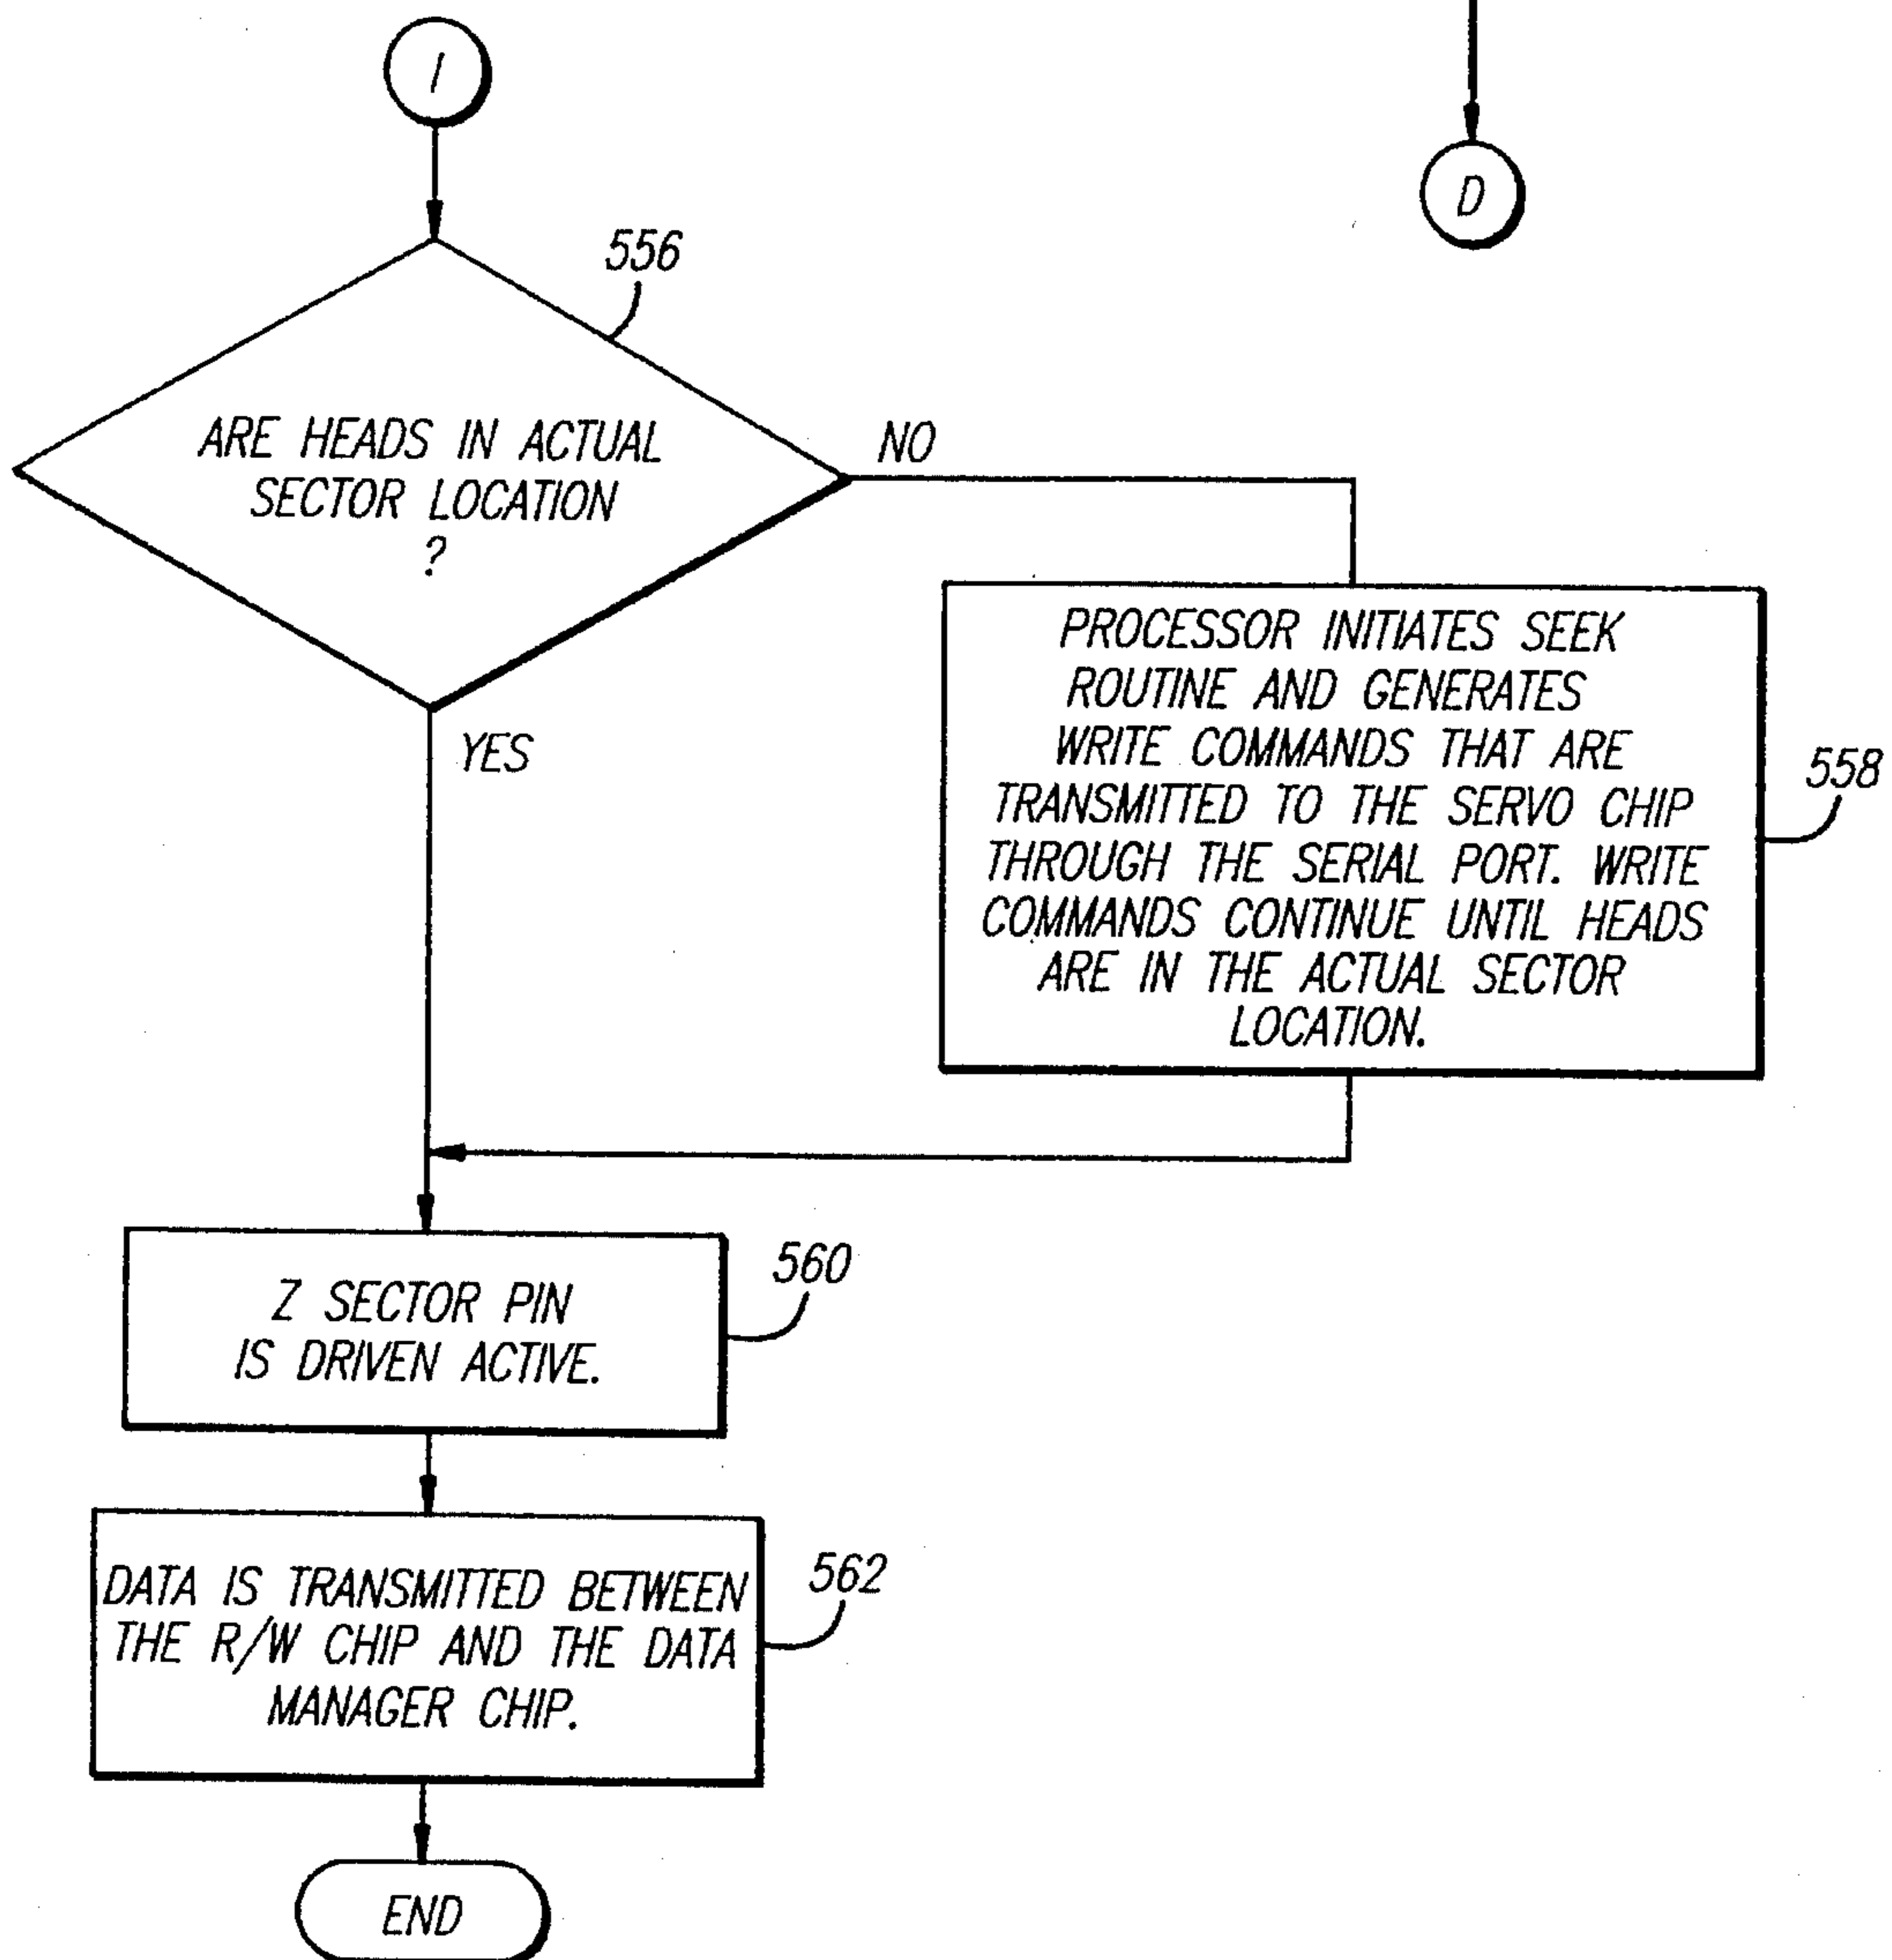 I
D
556
ARE HEADS IN ACTUAL
SECTOR LOCATION
?
NO
YES
PROCESSOR INITIATES SEEK
ROUTINE AND GENERATES
WRITE COMMANDS THAT ARE
TRANSMITTED TO THE SERVO CHIP
THROUGH THE SERIAL PORT. WRITE
COMMANDS CONTINUE UNTIL HEADS
ARE IN THE ACTUAL SECTOR
LOCATION.
558
Z SECTOR PIN
IS DRIVEN ACTIVE.
560
DATA IS TRANSMITTED BETWEEN
THE R/W CHIP AND THE DATA
MANAGER CHIP.
562
END